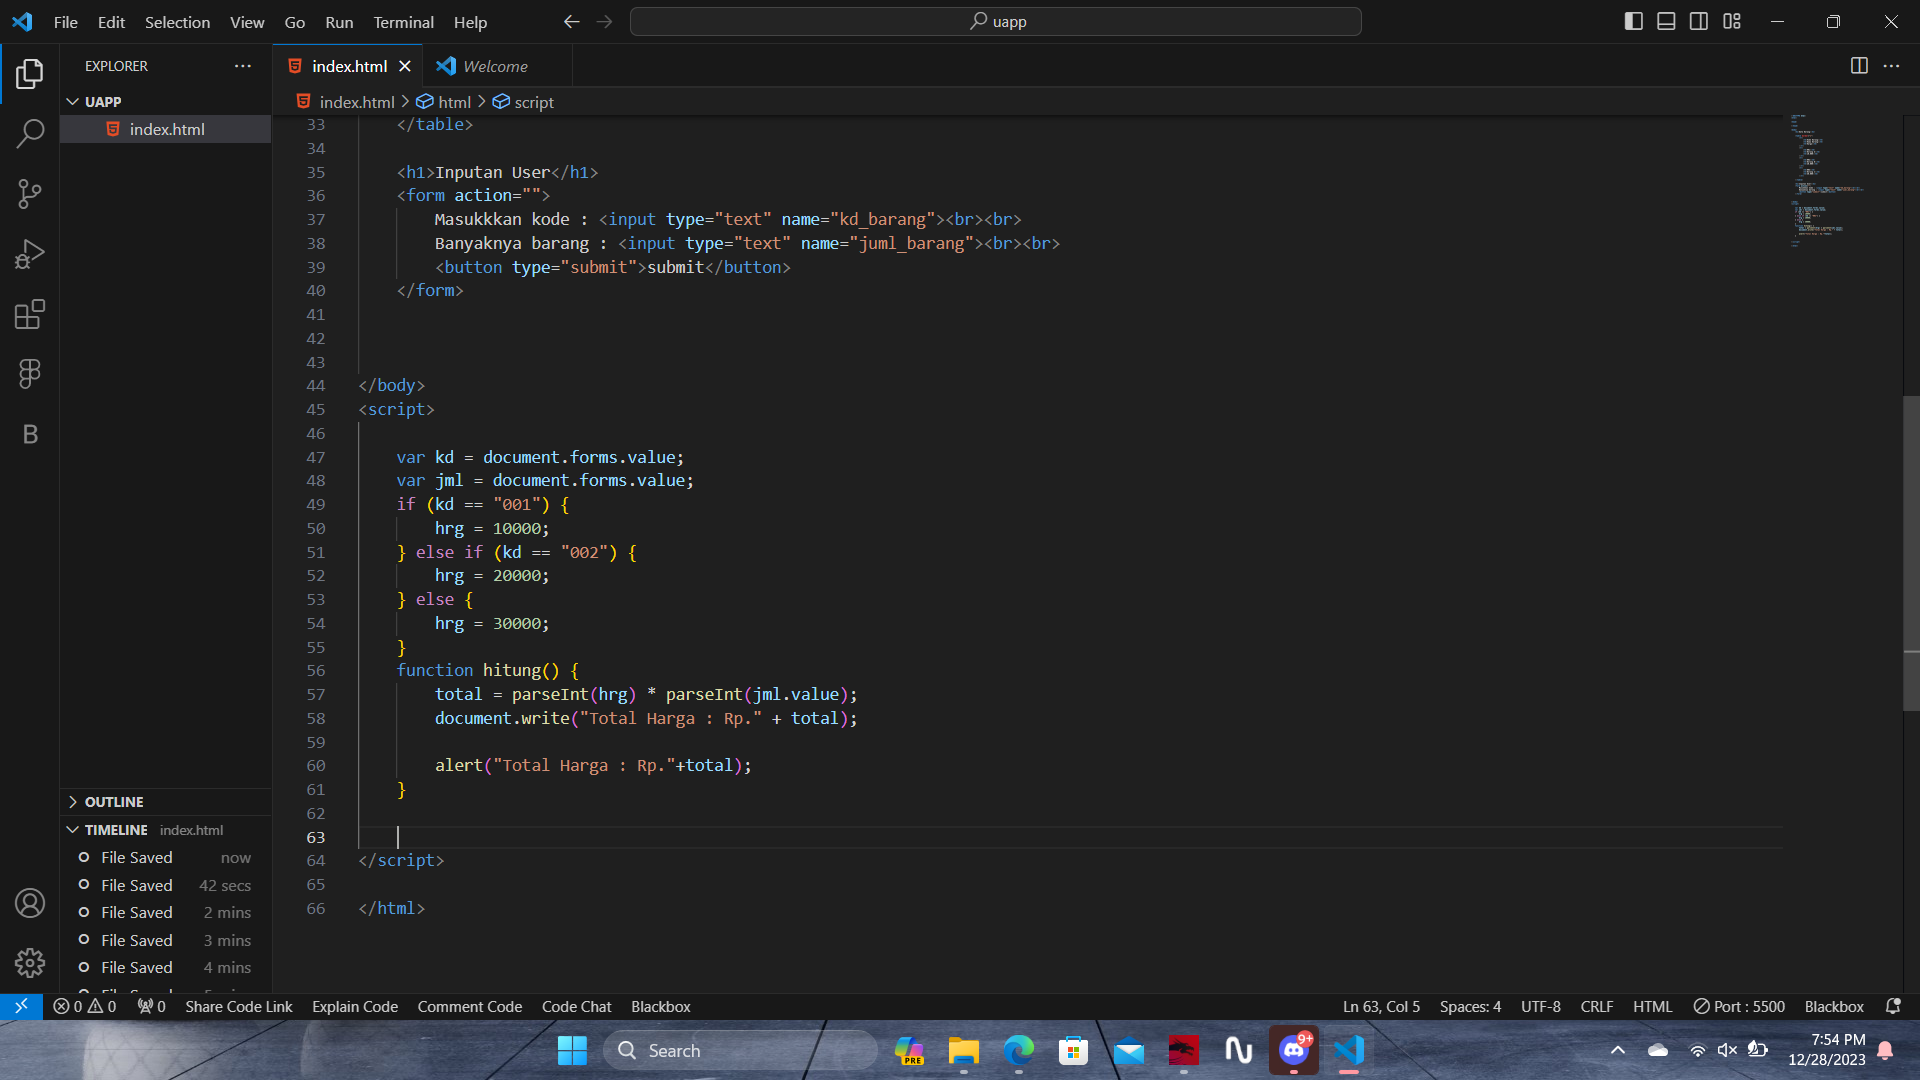 File Edit Selection View Go Run Terminal Help
uapp
EXPLORER
UAPP
index.html
OUTLINE
TIMELINE index.html
File Saved now
File Saved 42 secs
File Saved 2 mins
File Saved 3 mins
File Saved 4 mins
index.html
Welcome
index.html > html > script
33 </table>
34
35 <h1>Inputan User</h1>
36 <form action="">
37 Masukkkan kode : <input type="text" name="kd_barang"><br><br>
38 Banyaknya barang : <input type="text" name="juml_barang"><br><br>
39 <button type="submit">submit</button>
40 </form>
41
42
43
44 </body>
45 <script>
46
47 var kd = document.forms.value;
48 var jml = document.forms.value;
49 if (kd == "001") {
50 hrg = 10000;
51 } else if (kd == "002") {
52 hrg = 20000;
53 } else {
54 hrg = 30000;
55 }
56 function hitung() {
57 total = parseInt(hrg) * parseInt(jml.value);
58 document.write("Total Harga : Rp." + total);
59
60 alert("Total Harga : Rp."+total);
61 }
62
63
64 </script>
65
66 </html>
B
0 0 0 Share Code Link Explain Code Comment Code Code Chat Blackbox
Ln 63, Col 5 Spaces: 4 UTF-8 CRLF HTML Port : 5500 Blackbox
Search
PRE
9+
7:54 PM
12/28/2023